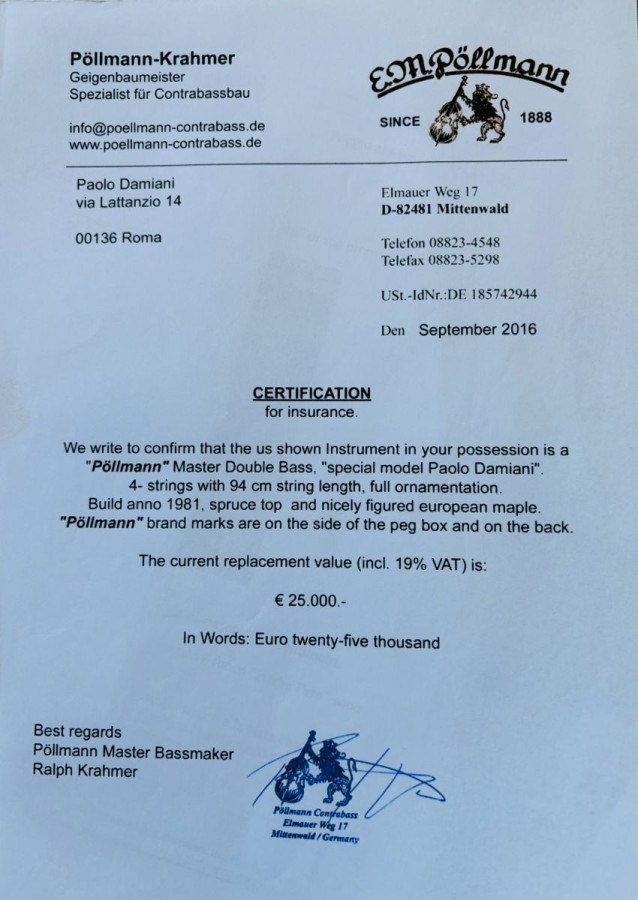 Pöllmann-Krahmer
Geigenbaumeister
Spezialist für Contrabassbau
info@poellmann-contrabass.de
www.poellmann-contrabass.de
E.M.Pöllmann
SINCE 1888
Paolo Damiani
via Lattanzio 14
00136 Roma
Elmauer Weg 17
D-82481 Mittenwald
Telefon 08823-4548
Telefax 08823-5298
USt.-IdNr.:DE 185742944
Den September 2016
CERTIFICATION
for insurance.
We write to confirm that the us shown Instrument in your possession is a
"Pöllmann" Master Double Bass, "special model Paolo Damiani".
4- strings with 94 cm string length, full ornamentation.
Build anno 1981, spruce top and nicely figured european maple.
"Pöllmann" brand marks are on the side of the peg box and on the back.
The current replacement value (incl. 19% VAT) is:
€ 25.000.-
In Words: Euro twenty-five thousand
Best regards
Pöllmann Master Bassmaker
Ralph Krahmer
Pöllmann Contrabass
Elmauer Weg 17
Mittenwald / Germany